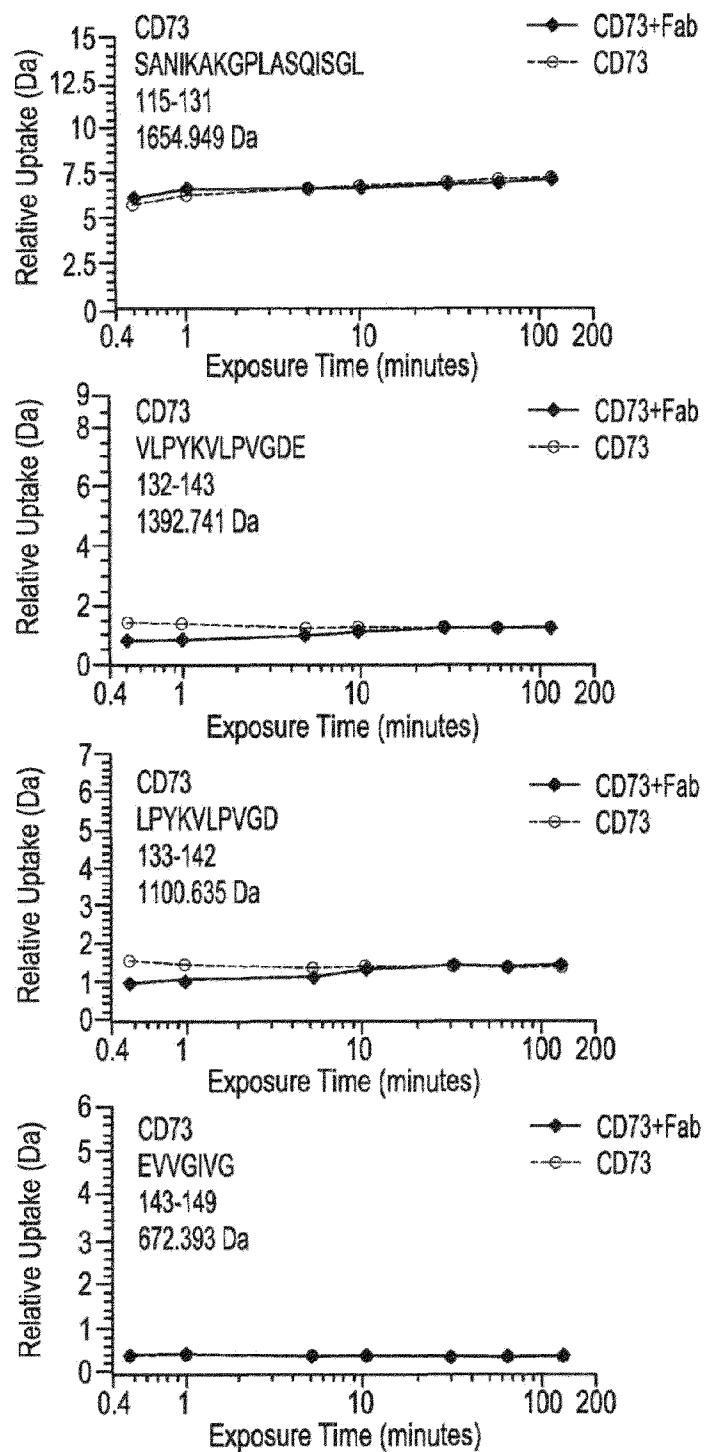 CD73
SANIKAKGPLASQISGL
115-131
1654.949 Da
CD73+Fab
CD73
Relative Uptake (Da)
15
12.5
10
7.5
5
2.5
0
0.4 1 10 100 200
Exposure Time (minutes)
CD73
VLPYKVLPVGDE
132-143
1392.741 Da
CD73+Fab
CD73
Relative Uptake (Da)
9
8
6
4
2
0
0.4 1 10 100 200
Exposure Time (minutes)
CD73
LPYKVLPVGD
133-142
1100.635 Da
CD73+Fab
CD73
Relative Uptake (Da)
7
6
5
4
3
2
1
0
0.4 1 10 100 200
Exposure Time (minutes)
CD73
EVVGIVG
143-149
672.393 Da
CD73+Fab
CD73
Relative Uptake (Da)
6
5
4
3
2
1
0
0.4 1 10 100 200
Exposure Time (minutes)